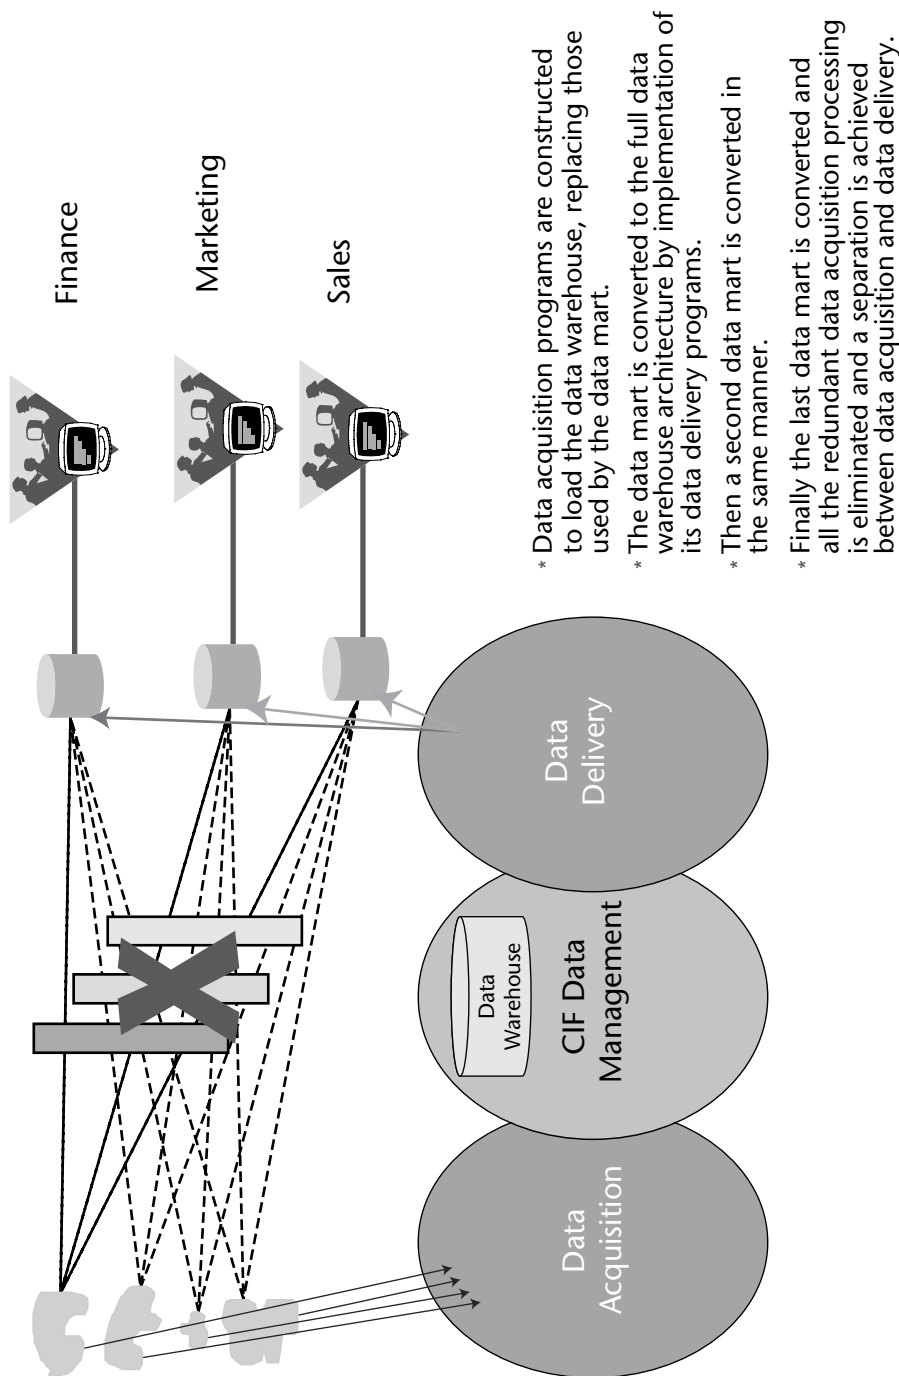 Finance
Marketing
Sales
Data
Acquisition
Data
Warehouse
CIF Data
Management
Data
Delivery
* Data acquisition programs are constructed
to load the data warehouse, replacing those
used by the data mart.
* The data mart is converted to the full data
warehouse architecture by implementation of
its data delivery programs.
* Then a second data mart is converted in
the same manner.
* Finally the last data mart is converted and
all the redundant data acquisition processing
is eliminated and a separation is achieved
between data acquisition and data delivery.